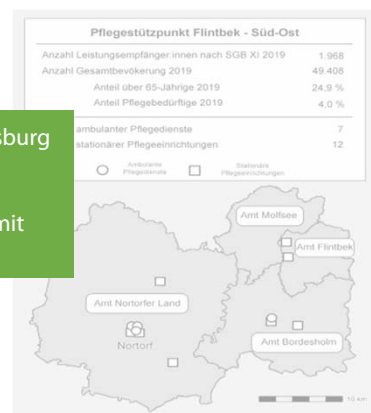 Pflegestützpunkt Flintbek - Süd-Ost
Anzahl Leistungsempfänger:innen nach SGB XI 2019 1.968
Anzahl Gesamtbevökerung 2019 49.408
Anteil über 65-Jährige 2019 24,9 %
Anteil Pflegebedürftige 2019 4,0 %
ambulanter Pflegedienste 7
stationärer Pflegeeinrichtungen 12
Ambulante Pflegedienste
Stationäre Pflegeeinrichtungen
sburg
mit
Amt Molfsee
Amt Flintbek
Amt Nortorfer Land
Nortorf
Amt Bordesholm
10 km